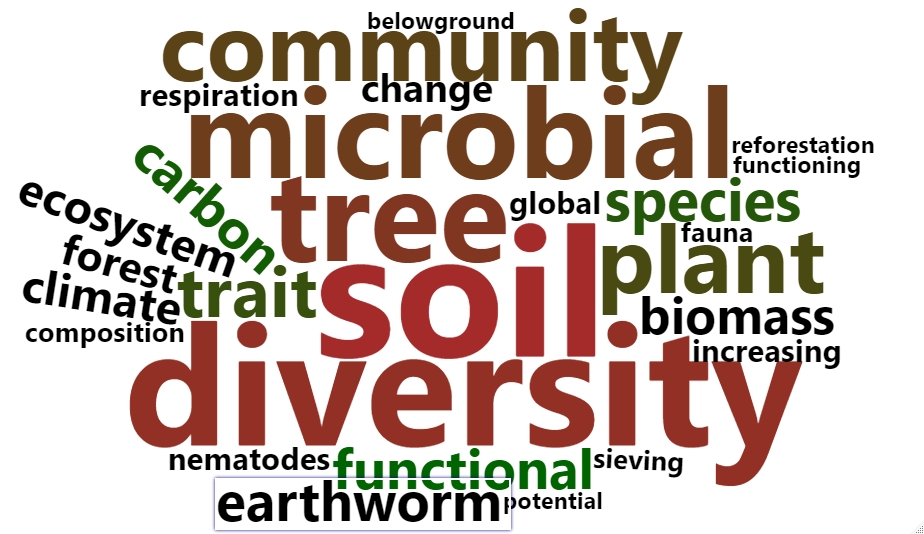 belowground
community
respiration
change
microbial
reforestation
functioning
carbon
ecosystem
tree
global
species
fauna
forest
plant
climate
trait
soil
biomass
composition
increasing
diversity
nematodes
functional
sieving
earthworm
potential